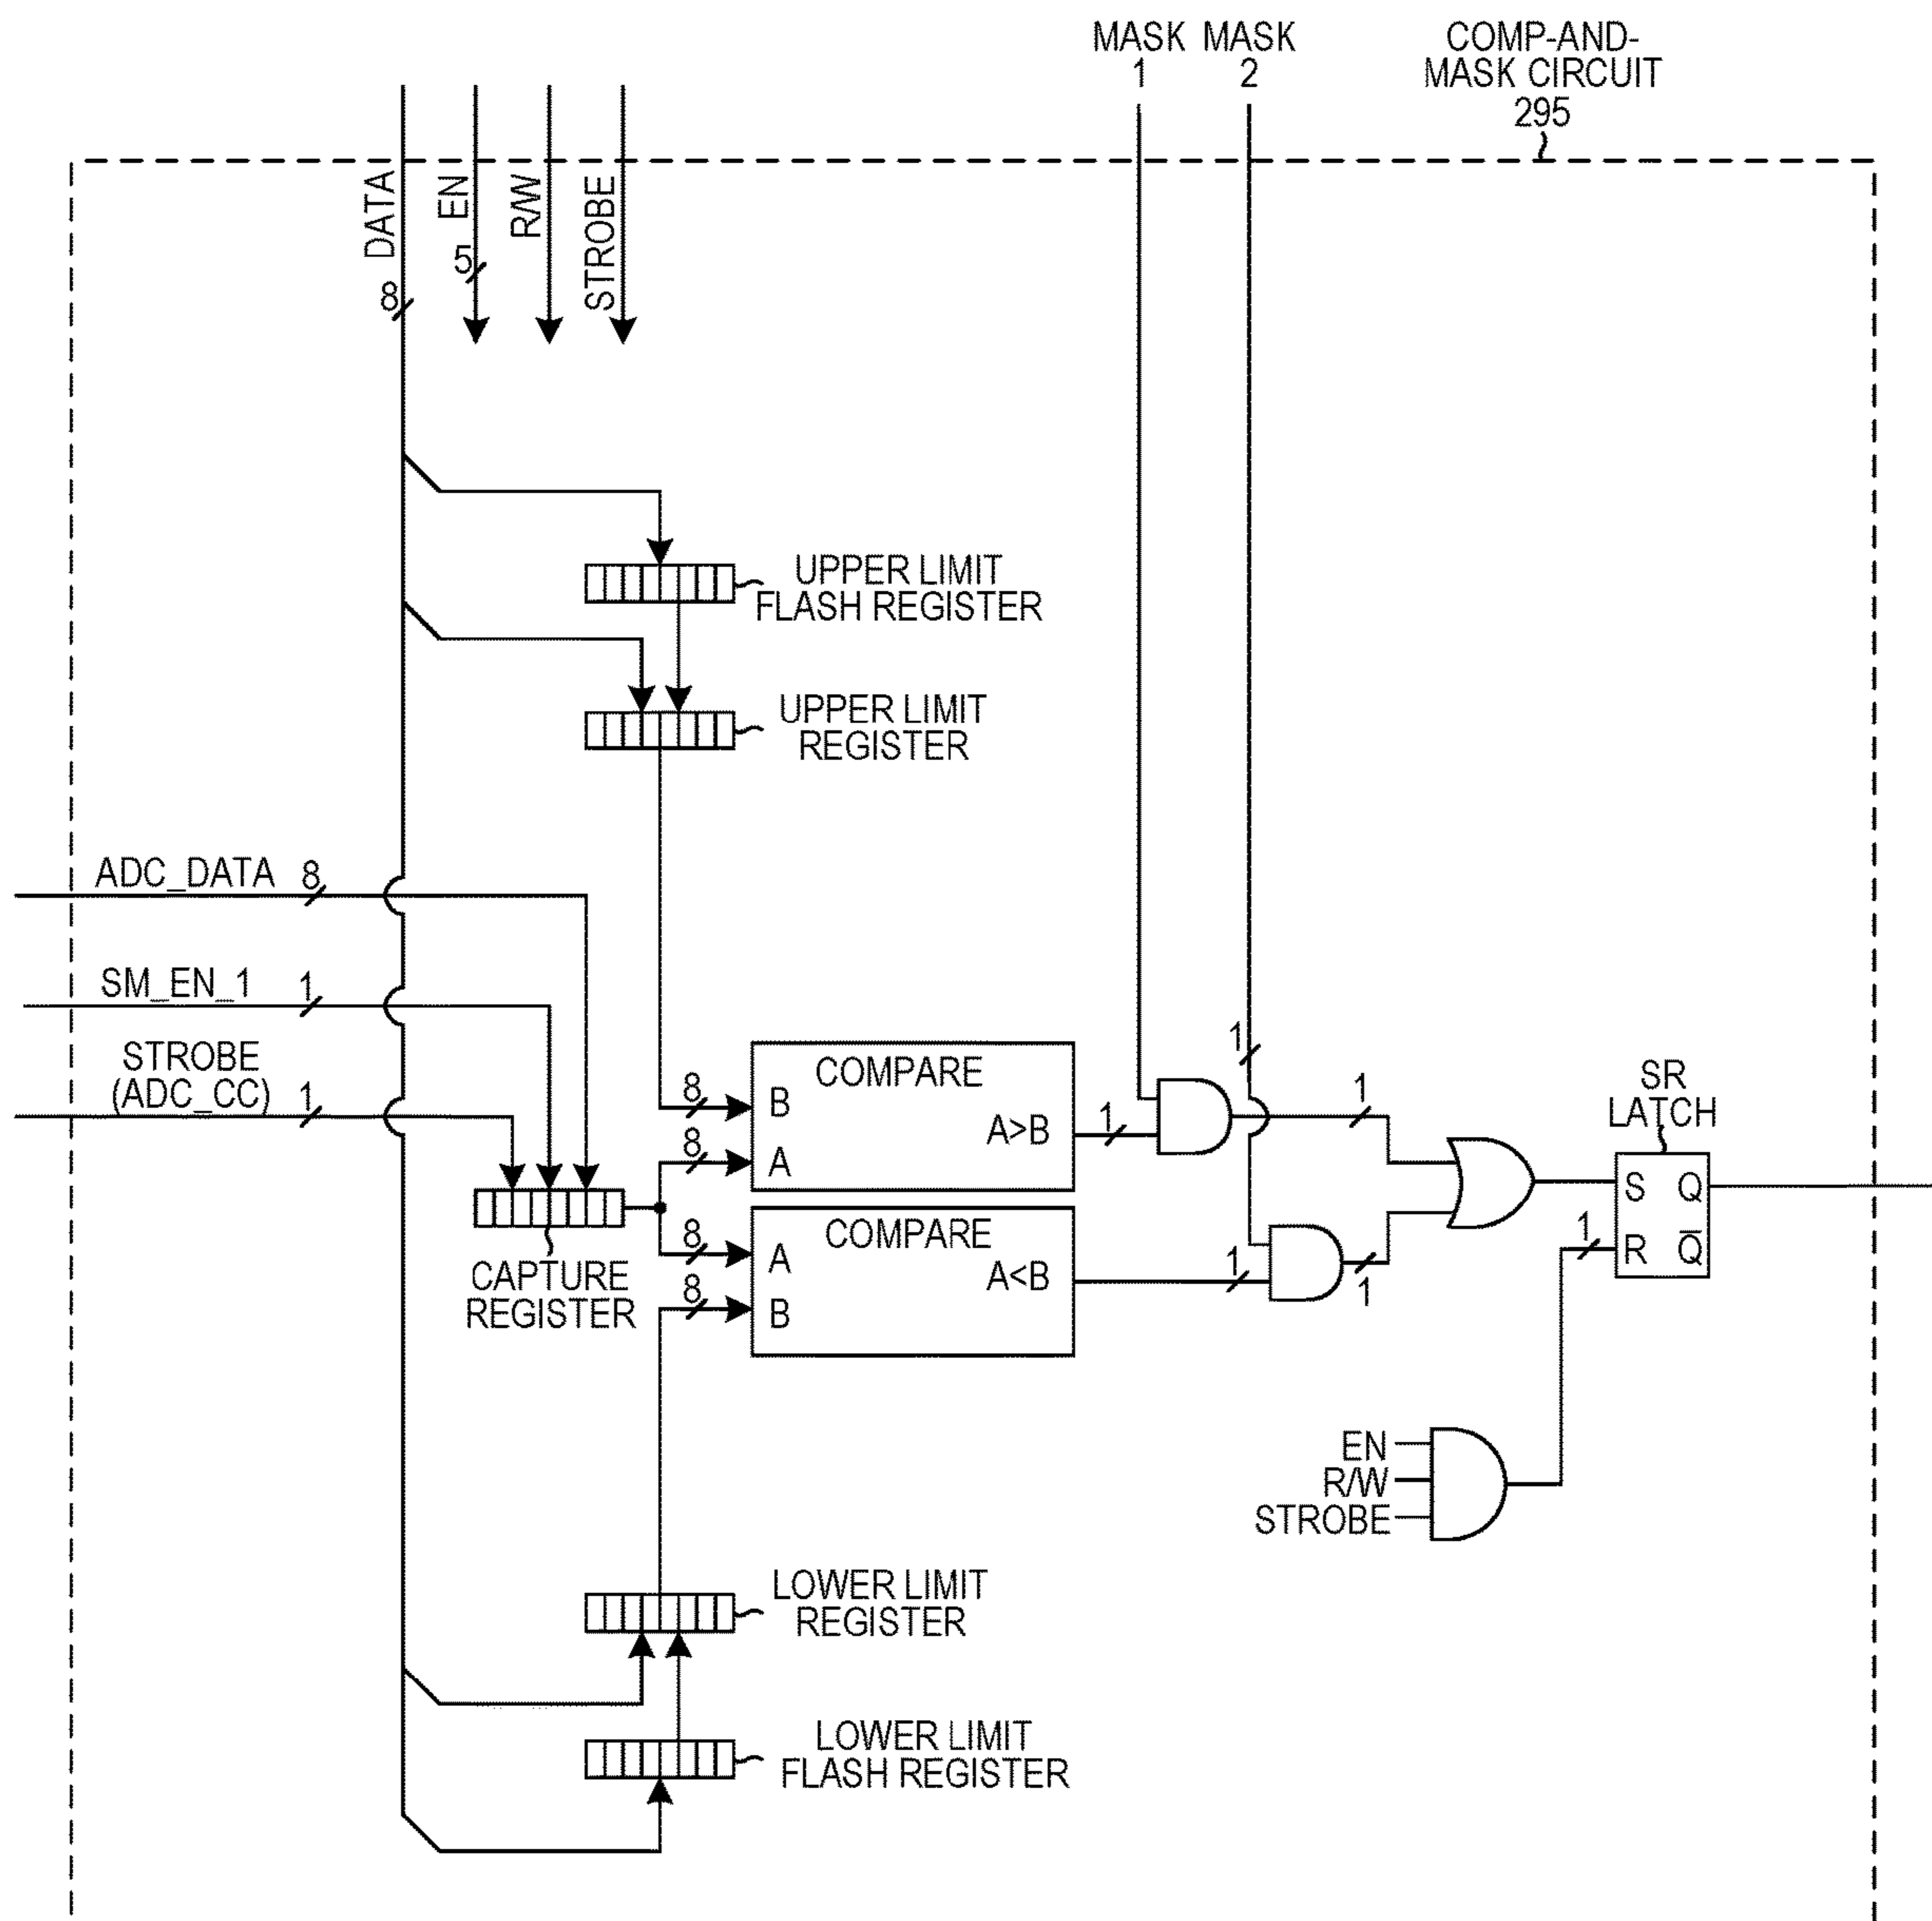 MASK MASK
1 2
COMP-AND-
MASK CIRCUIT
295
DATA
8
EN
5
R/W
STROBE
UPPER LIMIT
FLASH REGISTER
UPPER LIMIT
REGISTER
ADC_DATA 8
SM_EN_1 1
STROBE
(ADC_CC) 1
CAPTURE
REGISTER
COMPARE
8 B
8 A
A>B 1
COMPARE
8 A
8 B
A<B 1
1
1
1
SR
LATCH
S Q
1 R Q̅
EN
R/W
STROBE
LOWER LIMIT
REGISTER
LOWER LIMIT
FLASH REGISTER